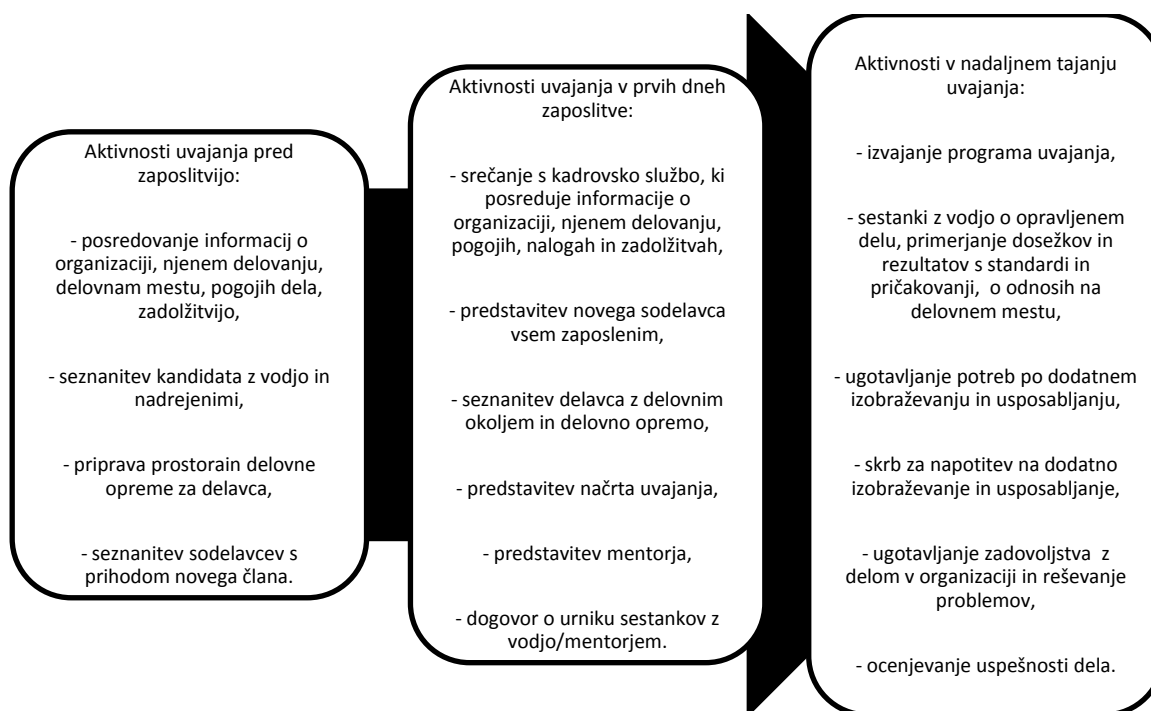 Aktivnosti uvajanja pred
zaposlitvijo:
- posredovanje informacij o
organizaciji, njenem delovanju,
delovnam mestu, pogojih dela,
zadolžitvijo,
- seznanitev kandidata z vodjo in
nadrejenimi,
- priprava prostorain delovne
opreme za delavca,
- seznanitev sodelavcev s
prihodom novega člana.
Aktivnosti uvajanja v prvih dneh
zaposlitve:
- srečanje s kadrovsko službo, ki
posreduje informacije o
organizaciji, njenem delovanju,
pogojih, nalogah in zadolžitvah,
- predstavitev novega sodelavca
vsem zaposlenim,
- seznanitev delavca z delovnim
okoljem in delovno opremo,
- predstavitev načrta uvajanja,
- predstavitev mentorja,
- dogovor o urniku sestankov z
vodjo/mentorjem.
Aktivnosti v nadaljnem tajanju
uvajanja:
- izvajanje programa uvajanja,
- sestanki z vodjo o opravljenem
delu, primerjanje dosežkov in
rezultatov s standardi in
pričakovanji, o odnosih na
delovnem mestu,
- ugotavljanje potreb po dodatnem
izobraževanju in usposabljanju,
- skrb za napotitev na dodatno
izobraževanje in usposabljanje,
- ugotavljanje zadovoljstva z
delom v organizaciji in reševanje
problemov,
- ocenjevanje uspešnosti dela.